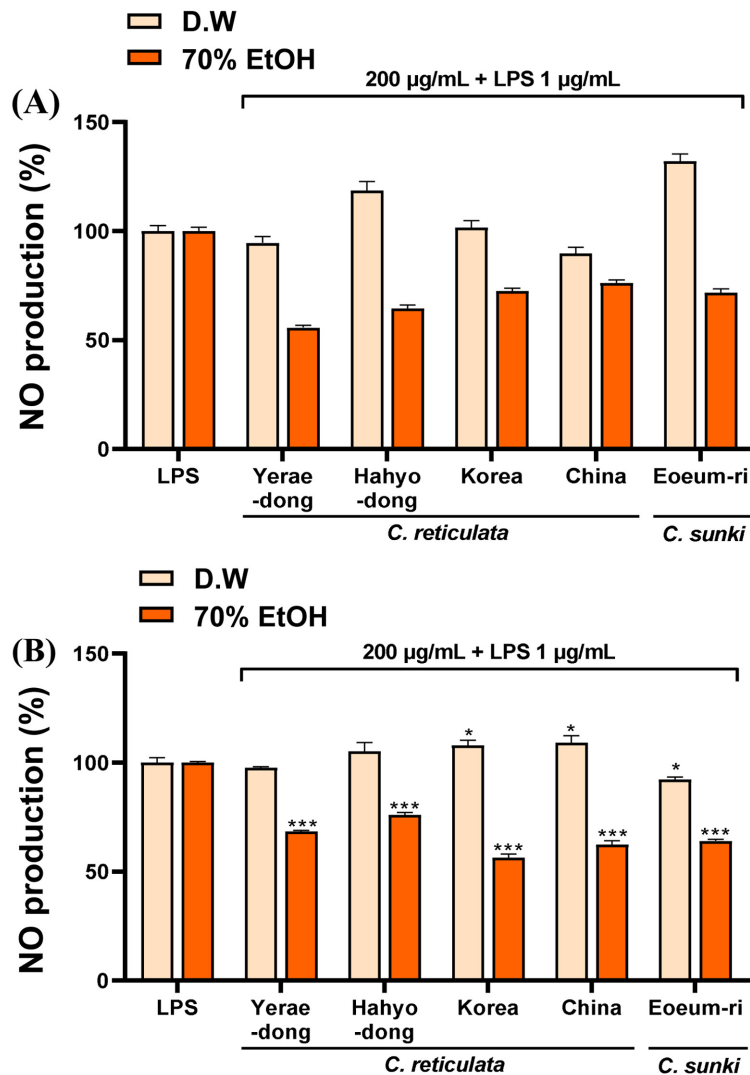 D.W
70% EtOH
(A)
200 µg/mL + LPS 1 µg/mL
NO production (%)
150
100
50
0
LPS
Yerae
-dong
Hahyo
-dong
Korea
China
Eoeum-ri
C. reticulata
C. sunki
D.W
70% EtOH
(B)
200 µg/mL + LPS 1 µg/mL
NO production (%)
150
100
50
0
***
***
*
***
*
***
*
***
LPS
Yerae
-dong
Hahyo
-dong
Korea
China
Eoeum-ri
C. reticulata
C. sunki